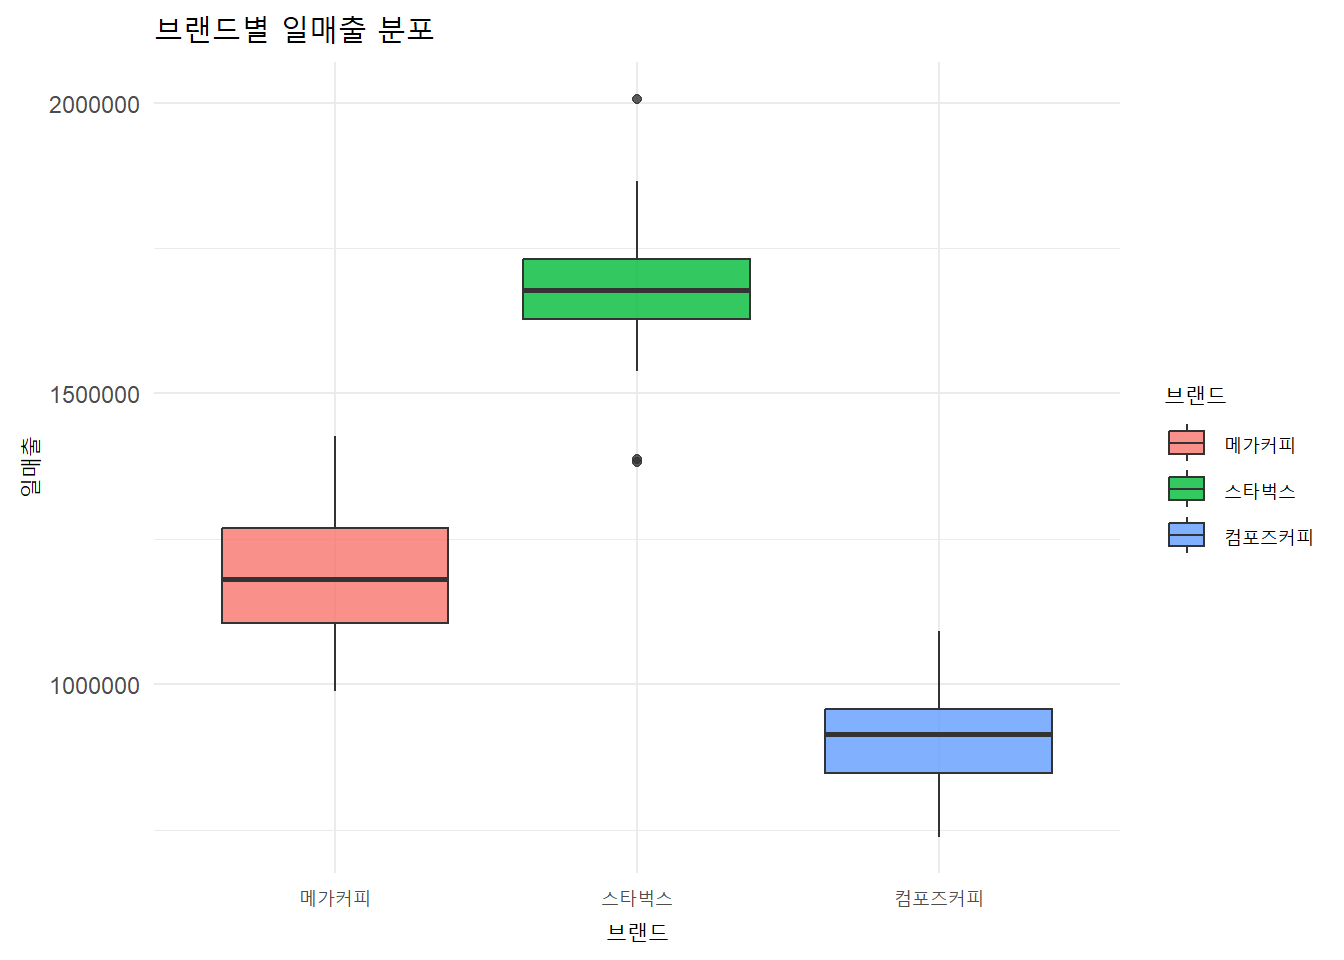 브랜드별 일매출 분포
2000000
1500000
1000000
일매출
메가커피
스타벅스
컴포즈커피
브랜드
브랜드
메가커피
스타벅스
컴포즈커피